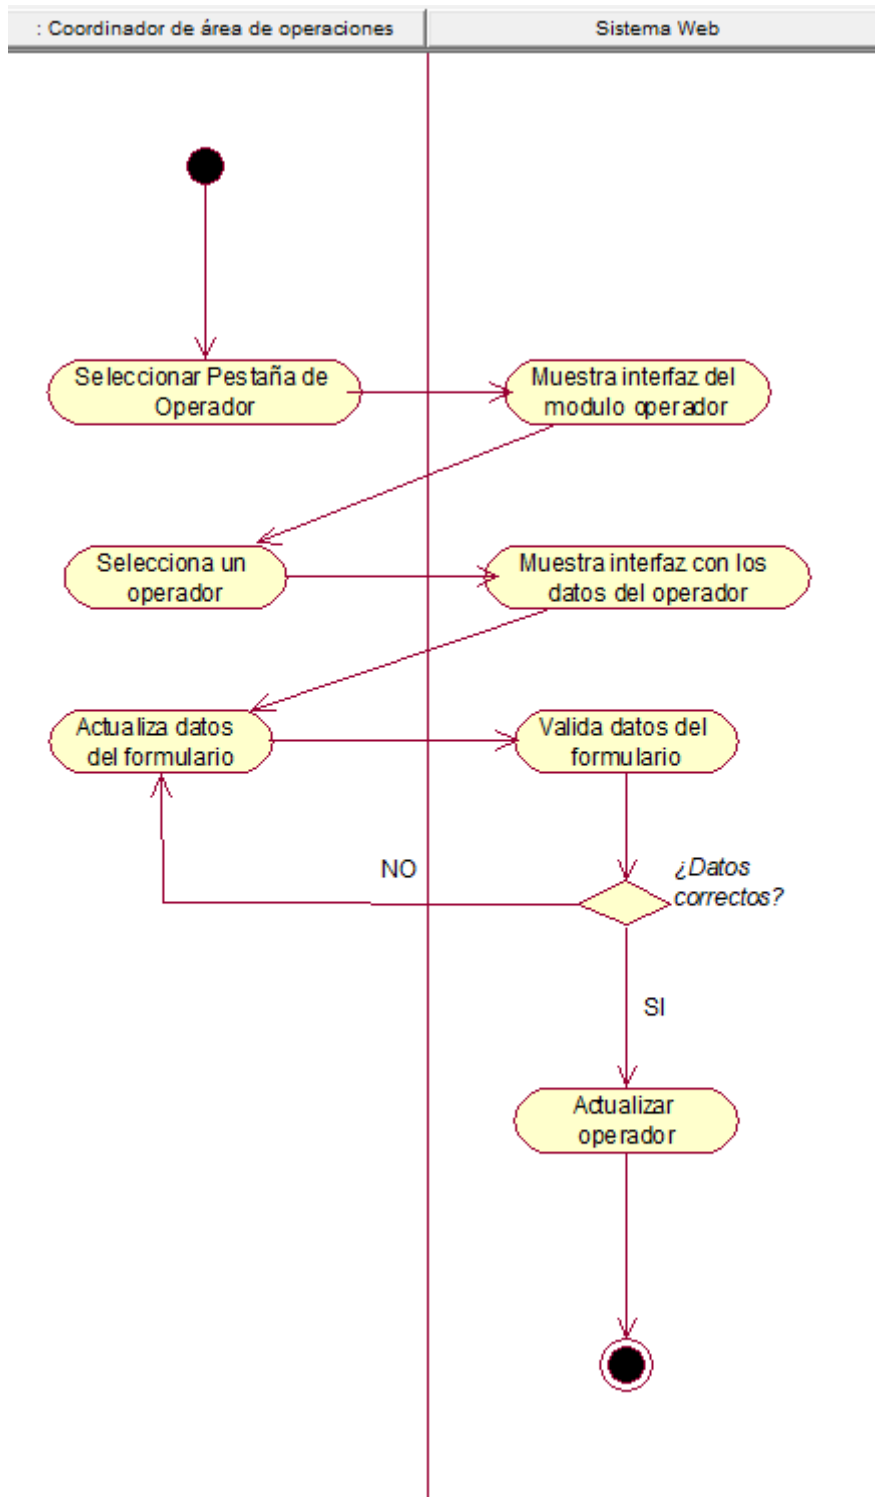 : Coordinador de área de operaciones
Sistema Web
Seleccionar Pestaña de
Operador
Muestra interfaz del
modulo operador
Selecciona un
operador
Muestra interfaz con los
datos del operador
Actualiza datos
del formulario
Valida datos del
formulario
NO
¿Datos
correctos?
SI
Actualizar
operador